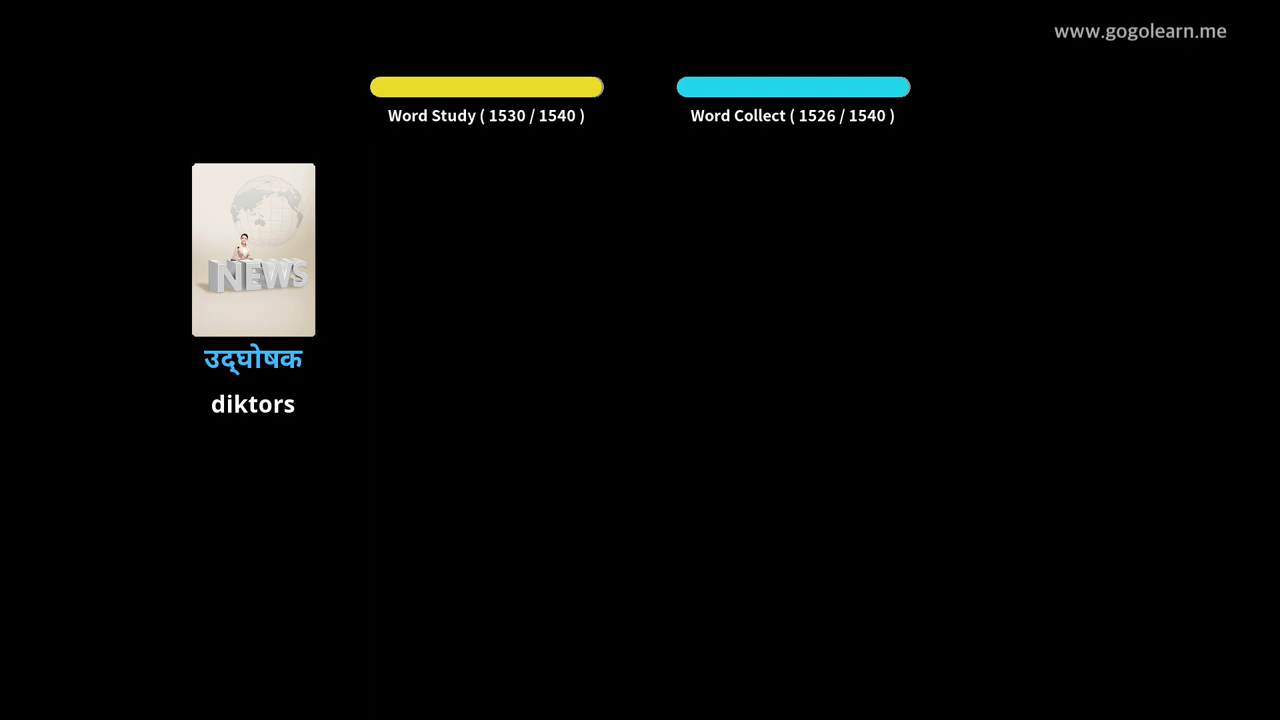 www.gogolearn.me
Word Study ( 1530 / 1540 )
Word Collect ( 1526 / 1540 )
NEWS
उद्घोषक
diktors